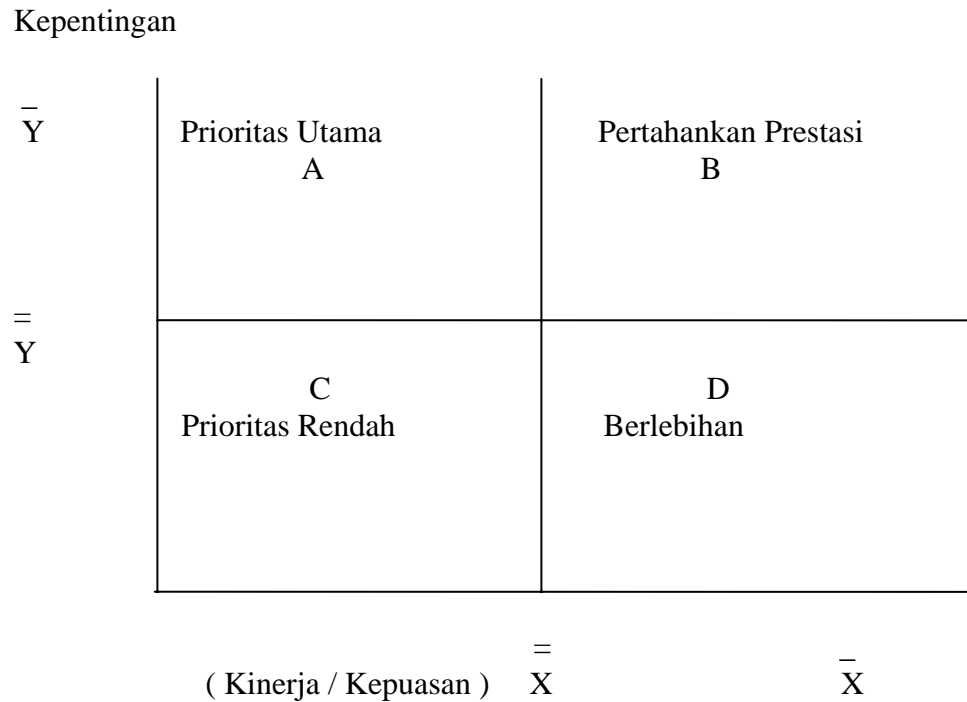 Kepentingan
Y̅
Prioritas Utama Pertahankan Prestasi
A B
Y̿
C D
Prioritas Rendah Berlebihan
( Kinerja / Kepuasan ) X̿ X̅